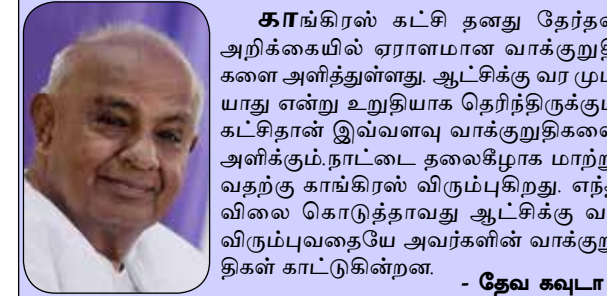 காங்கிரஸ் கட்சி தனது தேர்தல்
அறிக்கையில் ஏராளமான வாக்குறுதி
களை அளித்துள்ளது. ஆட்சிக்கு வர முடி
யாது என்று உறுதியாக தெரிந்திருக்கும்
கட்சிதான் இவ்வளவு வாக்குறுதிகளை
அளிக்கும்.நாட்டை தலைகீழாக மாற்று
வதற்கு காங்கிரஸ் விரும்புகிறது. எந்த
விலை கொடுத்தாவது ஆட்சிக்கு வர
விரும்புவதையே அவர்களின் வாக்குறு
திகள் காட்டுகின்றன.
- தேவ கவுடா